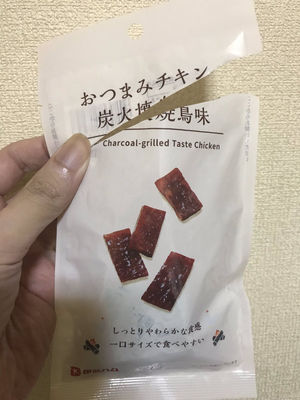 おつまみチキン
炭火焼鳥味
Charcoal-grilled Taste Chicken
しっとりやわらかな食感
一口サイズで食べやすい